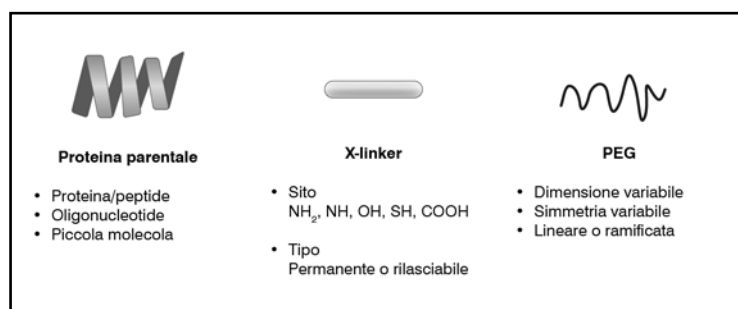 Proteina parentale
• Proteina/peptide
• Oligonucleotide
• Piccola molecola
X-linker
• Sito
NH₂, NH, OH, SH, COOH
• Tipo
Permanente o rilasciabile
PEG
• Dimensione variabile
• Simmetria variabile
• Lineare o ramificata